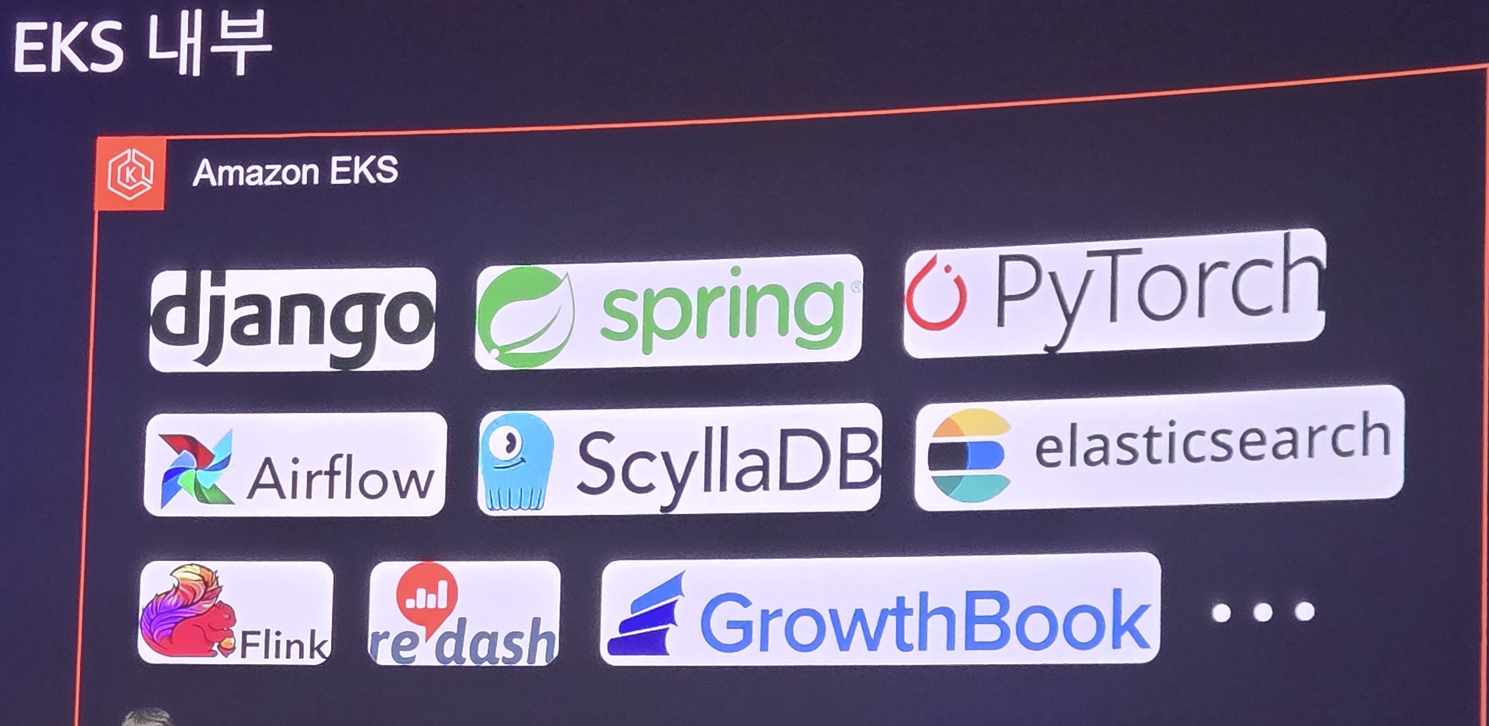 EKS 내부
Amazon EKS
django spring® PyTorch
Airflow ScyllaDB elasticsearch
Flink redash GrowthBook ...